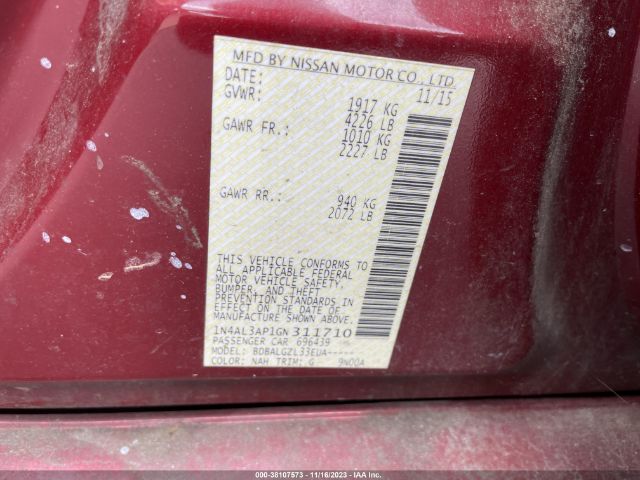 MFD BY NISSAN MOTOR CO., LTD.
DATE: 11/15
GVWR: 1917 KG
4226 LB
GAWR FR.: 1010 KG
2227 LB
GAWR RR.: 940 KG
2072 LB
THIS VEHICLE CONFORMS TO
ALL APPLICABLE FEDERAL
MOTOR VEHICLE SAFETY,
BUMPER, AND THEFT
PREVENTION STANDARDS IN
EFFECT ON THE DATE OF
MANUFACTURE SHOWN ABOVE.
1N4AL3AP1GN311710
PASSENGER CAR 696439
MODEL: BDBALGZL33EUA-----
COLOR: NAH TRIM: G 9N00A
000-38107573 - 11/16/2023 - IAA Inc.